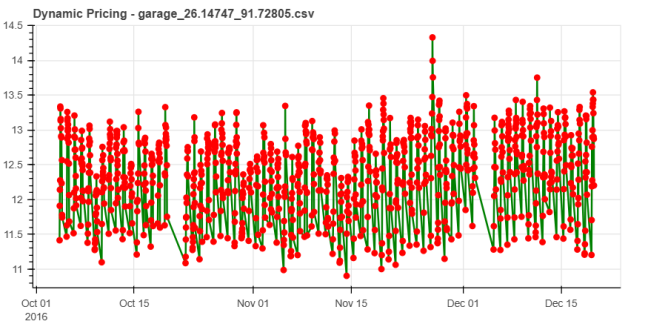 Dynamic Pricing - garage_26.14747_91.72805.csv
14.5
14
13.5
13
12.5
12
11.5
11
Oct 01
2016
Oct 15
Nov 01
Nov 15
Dec 01
Dec 15